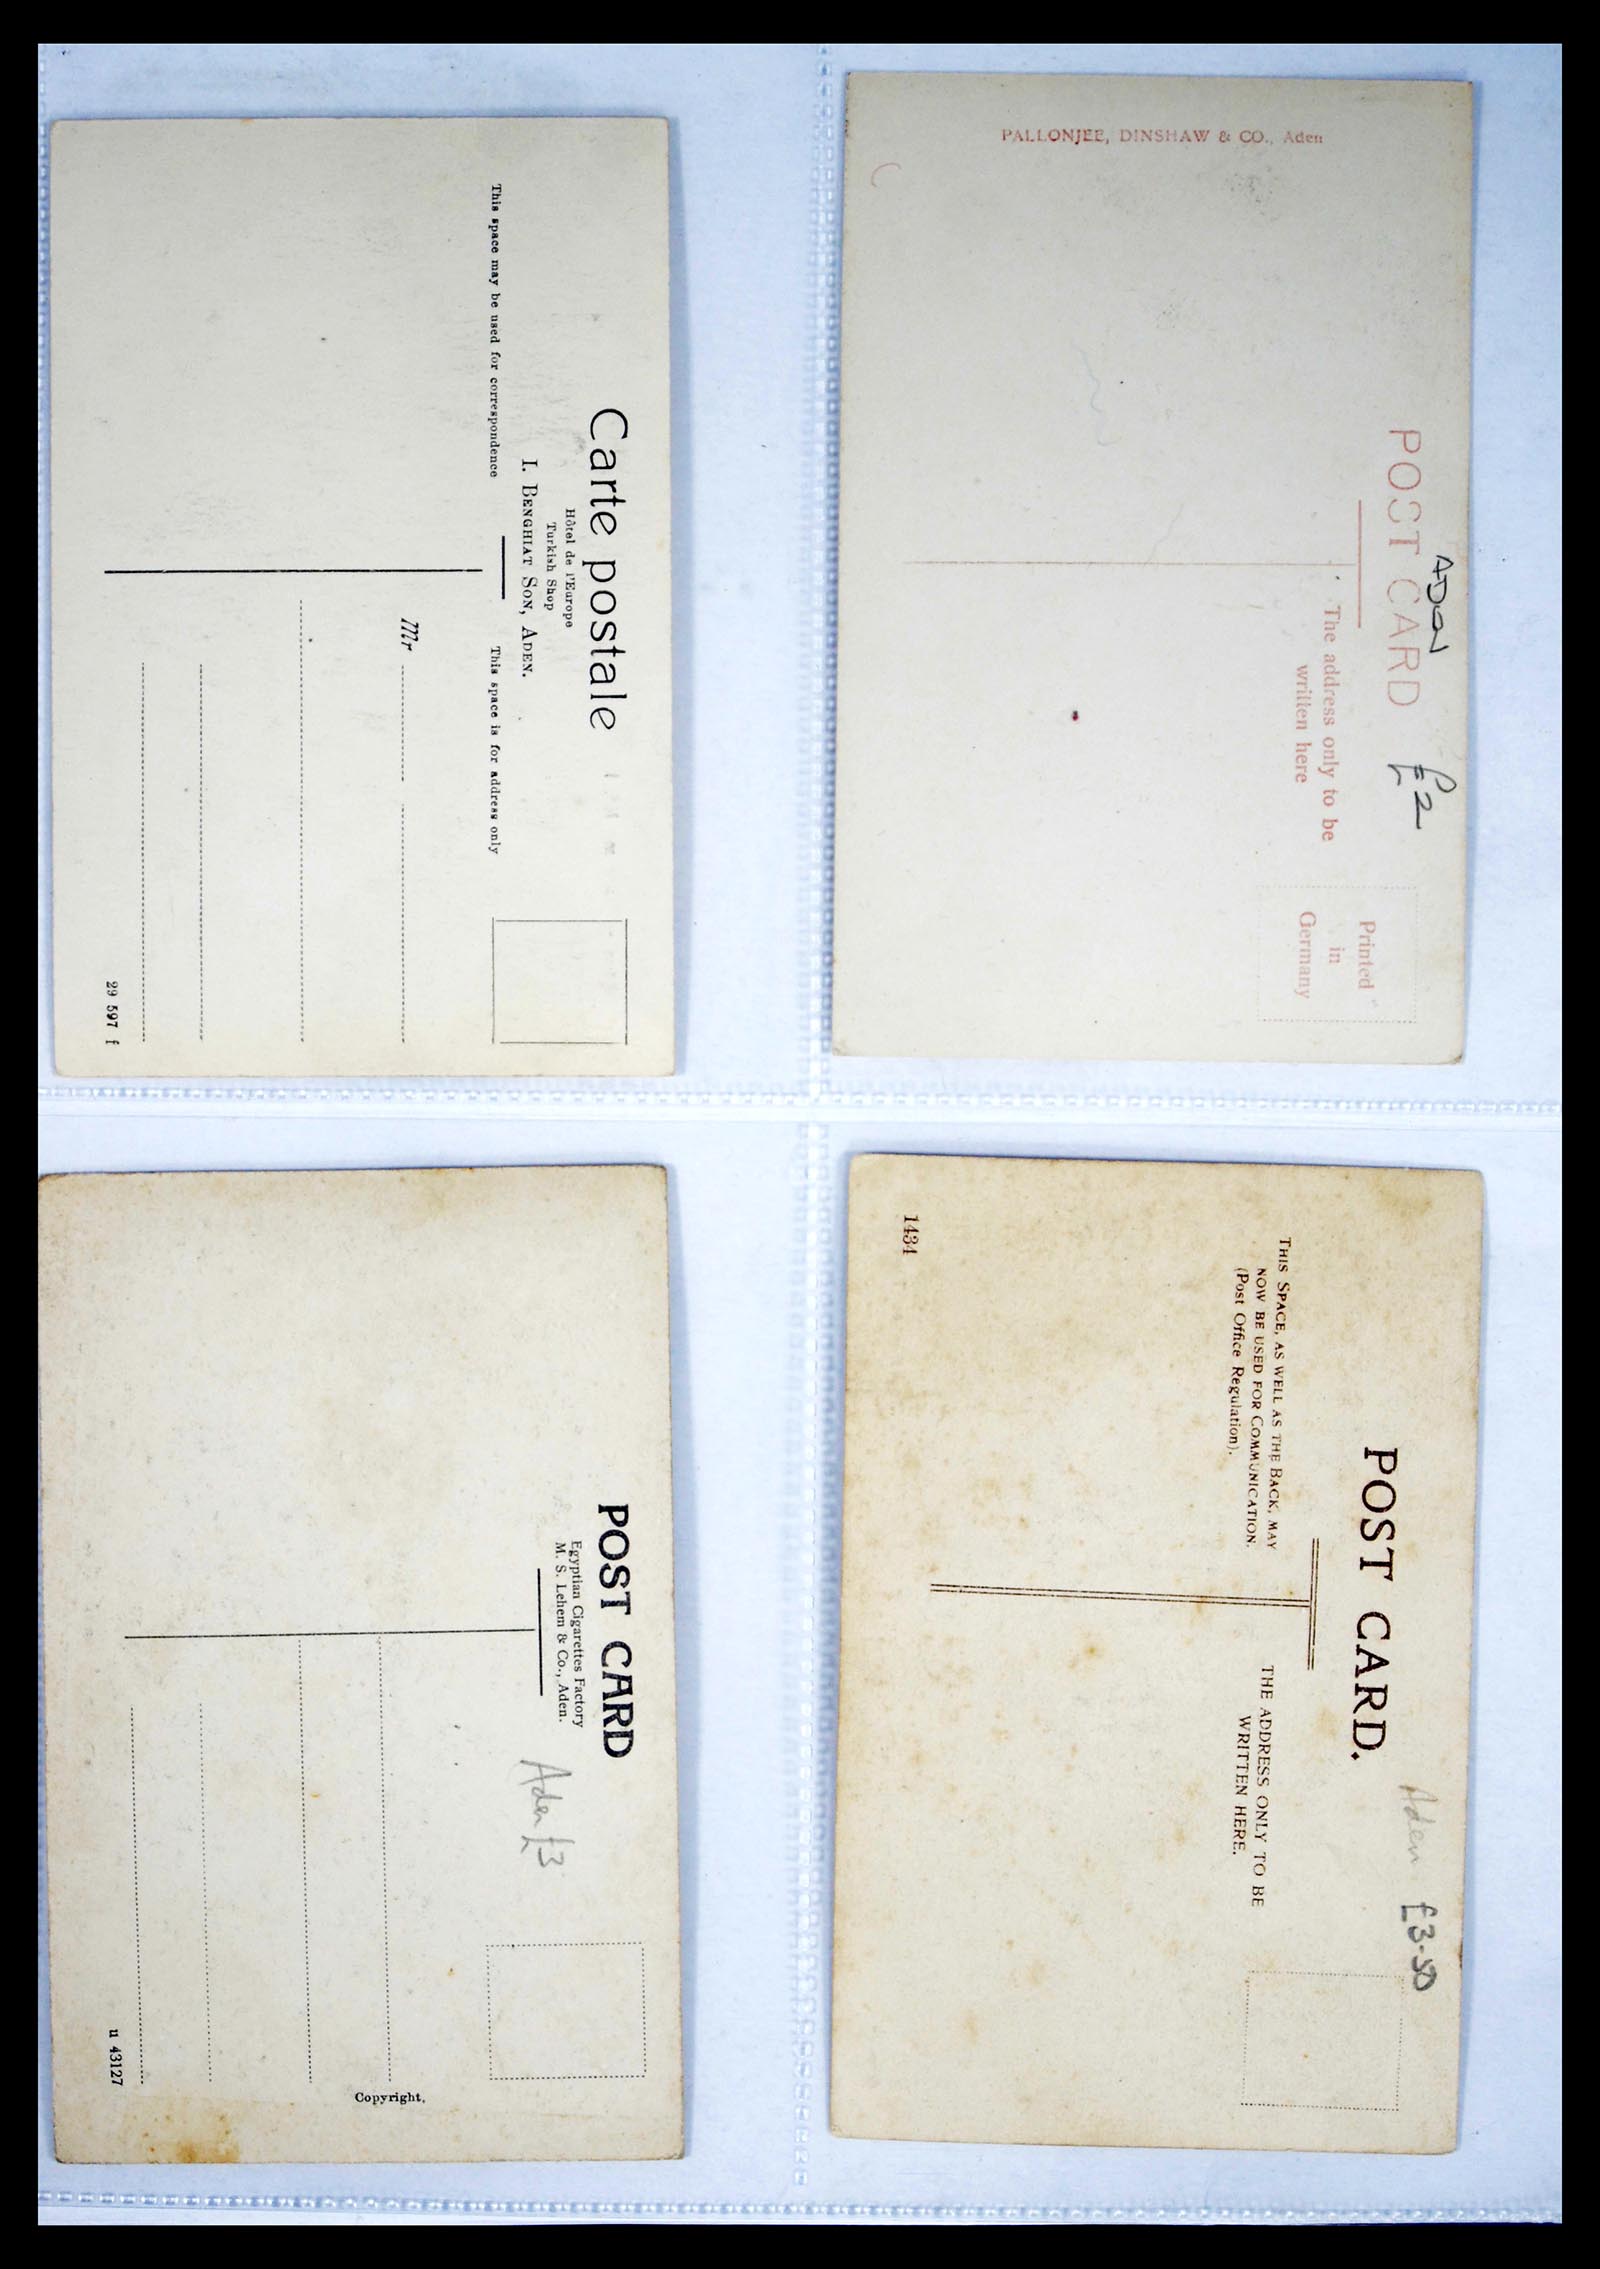 Carte postale
Hôtel de l'Europe
Turkish Shop
I. BENGHIAT SON, ADEN.
This space may be used for correspondence
This space is for address only
Mr
29 597 f
PALLONJEE, DINSHAW & CO., Aden
ADEN £2
POST CARD
The address only to be
written here
Printed
in
Germany
POST CARD
Egyptian Cigarettes Factory
M. S. Lehem & Co., Aden.
Aden £3
u 43127
Copyright.
Aden £3-50
POST CARD.
THIS SPACE, AS WELL AS THE BACK, MAY
NOW BE USED FOR COMMUNICATION.
(Post Office Regulation).
THE ADDRESS ONLY TO BE
WRITTEN HERE.
1434